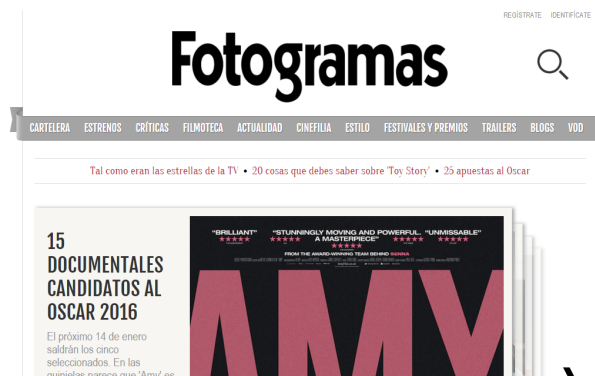 REGÍSTRATE IDENTIFÍCATE
Fotogramas
CARTELERA ESTRENOS CRÍTICAS FILMOTECA ACTUALIDAD CINEFILIA ESTILO FESTIVALES Y PREMIOS TRAILERS BLOGS VOD
Tal como eran las estrellas de la TV • 20 cosas que debes saber sobre 'Toy Story' • 25 apuestas al Oscar
15
DOCUMENTALES
CANDIDATOS AL
OSCAR 2016
El próximo 14 de enero
saldrán los cinco
seleccionados. En las
quinielas parece que 'Amy' es
"BRILLIANT" "STUNNINGLY MOVING AND POWERFUL. "UNMISSABLE"
A MASTERPIECE"
FROM THE AWARD-WINNING TEAM BEHIND SENNA
AMY